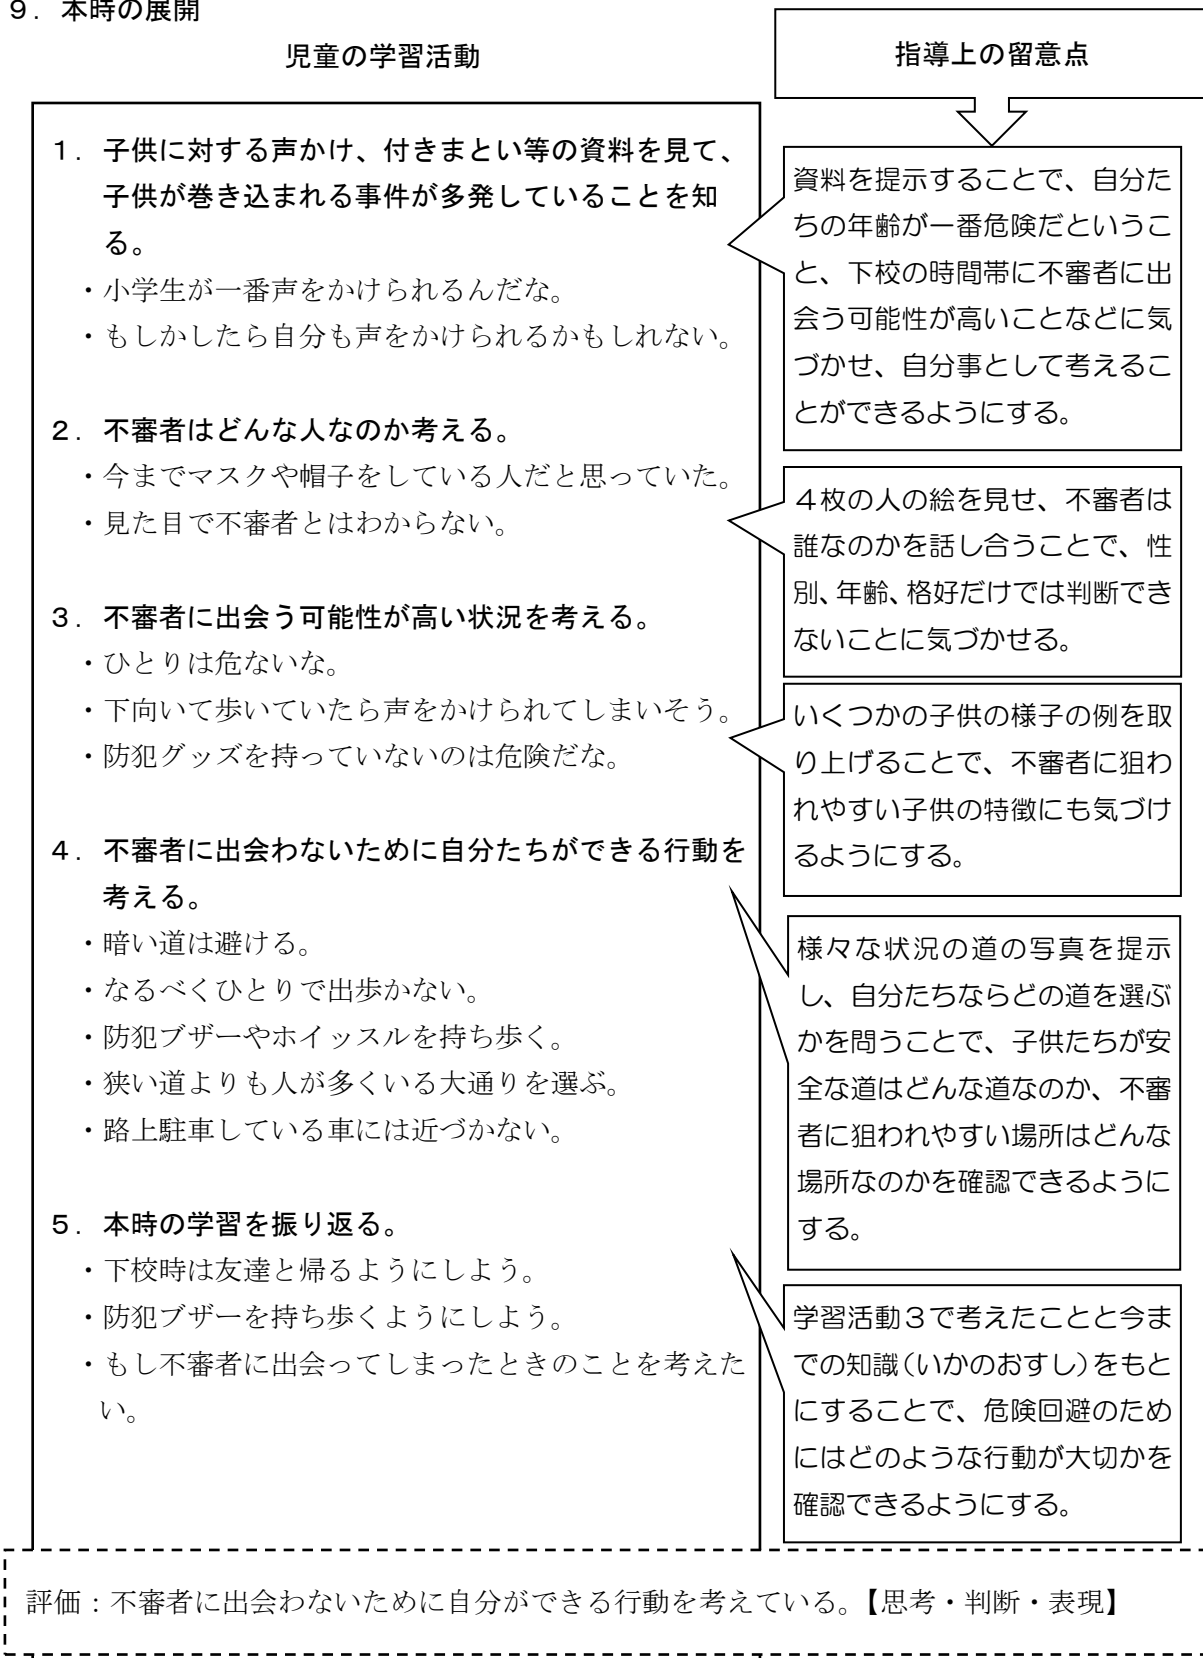 ９．本時の展開
児童の学習活動
指導上の留意点
１．子供に対する声かけ、付きまとい等の資料を見て、
子供が巻き込まれる事件が多発していることを知
る。
・小学生が一番声をかけられるんだな。
・もしかしたら自分も声をかけられるかもしれない。
２．不審者はどんな人なのか考える。
・今までマスクや帽子をしている人だと思っていた。
・見た目で不審者とはわからない。
３．不審者に出会う可能性が高い状況を考える。
・ひとりは危ないな。
・下向いて歩いていたら声をかけられてしまいそう。
・防犯グッズを持っていないのは危険だな。
４．不審者に出会わないために自分たちができる行動を
考える。
・暗い道は避ける。
・なるべくひとりで出歩かない。
・防犯ブザーやホイッスルを持ち歩く。
・狭い道よりも人が多くいる大通りを選ぶ。
・路上駐車している車には近づかない。
５．本時の学習を振り返る。
・下校時は友達と帰るようにしよう。
・防犯ブザーを持ち歩くようにしよう。
・もし不審者に出会ってしまったときのことを考えた
い。
資料を提示することで、自分た
ちの年齢が一番危険だというこ
と、下校の時間帯に不審者に出
会う可能性が高いことなどに気
づかせ、自分事として考えるこ
とができるようにする。
４枚の人の絵を見せ、不審者は
誰なのかを話し合うことで、性
別、年齢、格好だけでは判断でき
ないことに気づかせる。
いくつかの子供の様子の例を取
り上げることで、不審者に狙わ
れやすい子供の特徴にも気づけ
るようにする。
様々な状況の道の写真を提示
し、自分たちならどの道を選ぶ
かを問うことで、子供たちが安
全な道はどんな道なのか、不審
者に狙われやすい場所はどんな
場所なのかを確認できるように
する。
学習活動３で考えたことと今ま
での知識（いかのおすし）をもと
にすることで、危険回避のため
にはどのような行動が大切かを
確認できるようにする。
評価：不審者に出会わないために自分ができる行動を考えている。【思考・判断・表現】